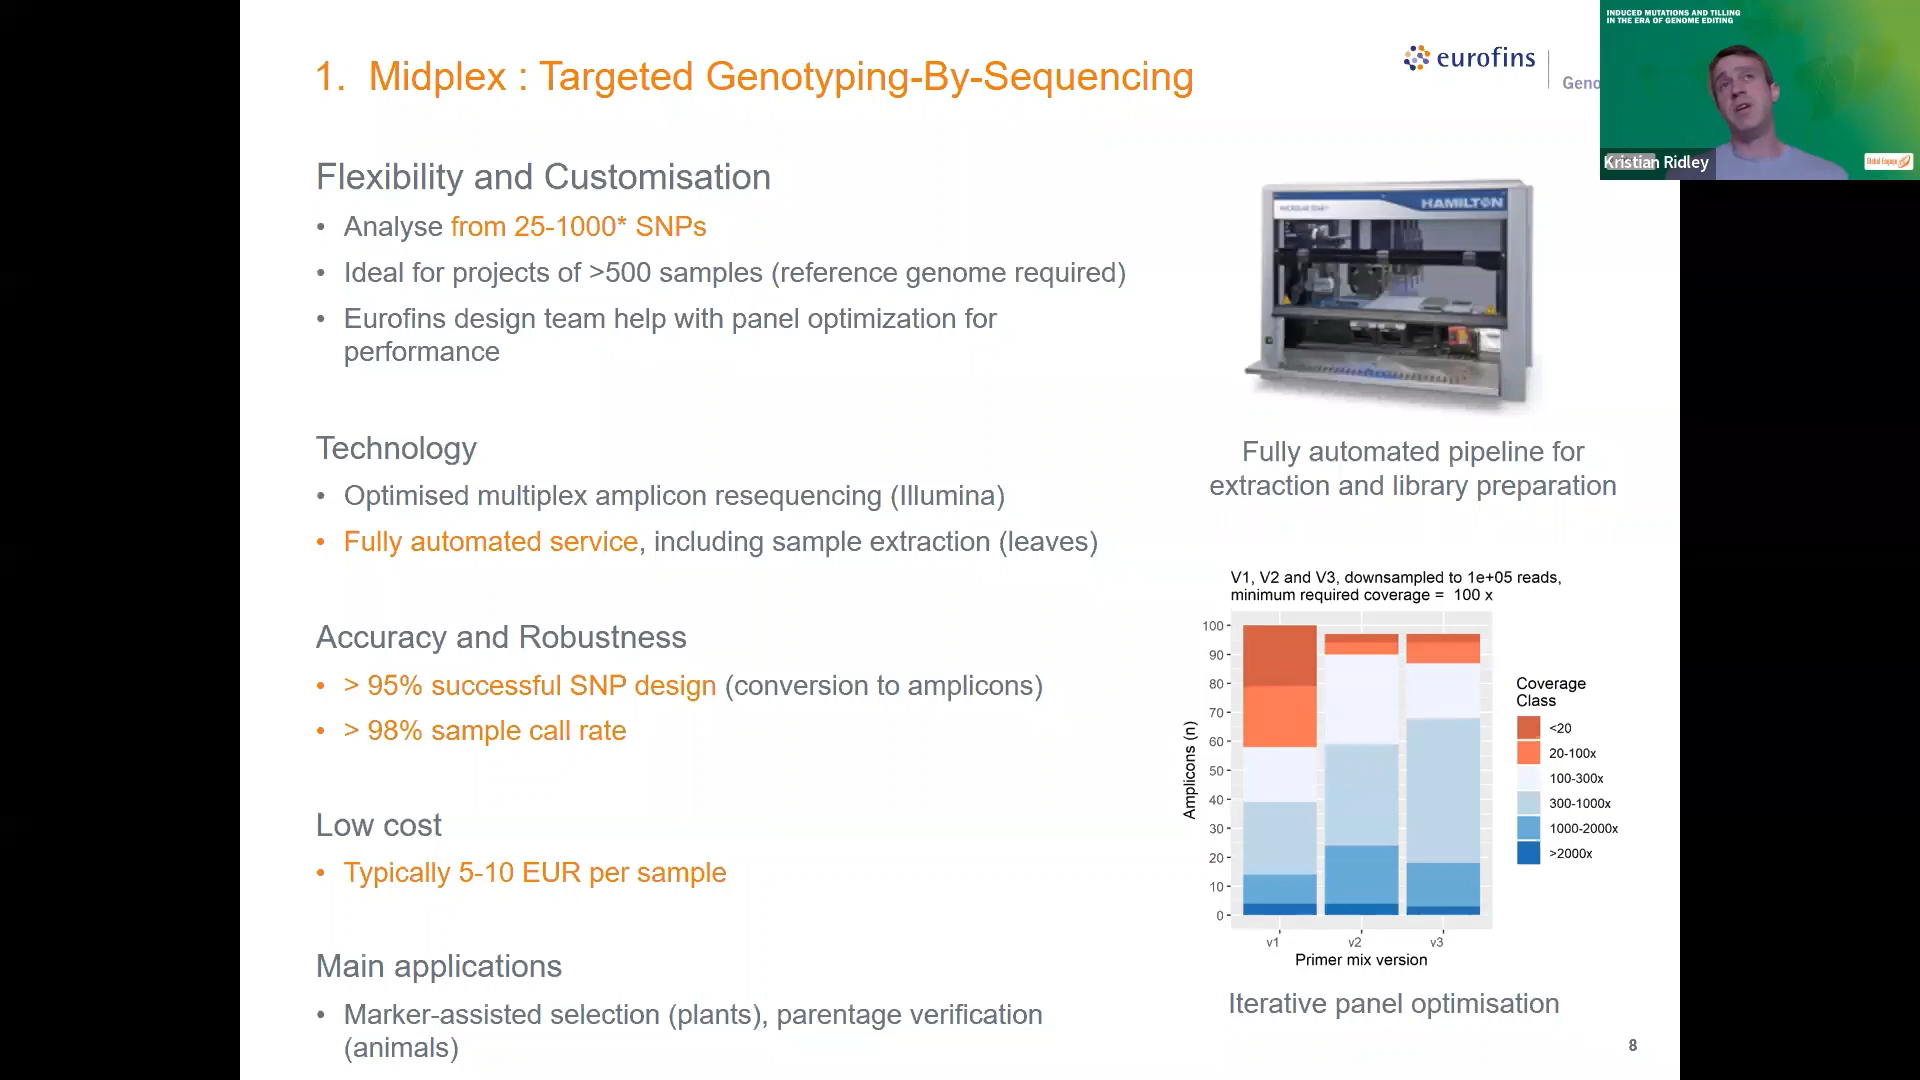 INDUCED MUTATIONS AND TILLING
IN THE ERA OF GENOME EDITING
1. Midplex : Targeted Genotyping-By-Sequencing
eurofins
Geno
Kristian Ridley
Global Engage
Flexibility and Customisation
• Analyse from 25-1000* SNPs
• Ideal for projects of >500 samples (reference genome required)
• Eurofins design team help with panel optimization for
performance
HAMILTON
Fully automated pipeline for
extraction and library preparation
Technology
• Optimised multiplex amplicon resequencing (Illumina)
• Fully automated service, including sample extraction (leaves)
Accuracy and Robustness
• > 95% successful SNP design (conversion to amplicons)
• > 98% sample call rate
Low cost
• Typically 5-10 EUR per sample
Main applications
• Marker-assisted selection (plants), parentage verification
(animals)
V1, V2 and V3, downsampled to 1e+05 reads,
minimum required coverage = 100 x
100
90
80
70
60
50
40
30
20
10
0
Amplicons (n)
v1 v2 v3
Primer mix version
Coverage
Class
<20
20-100x
100-300x
300-1000x
1000-2000x
>2000x
Iterative panel optimisation
8